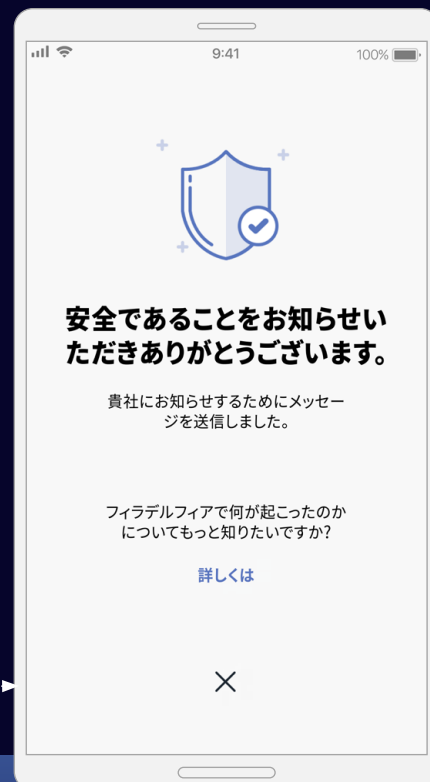 9:41
100%
安全であることをお知らせい
ただきありがとうございます。
貴社にお知らせするためにメッセー
ジを送信しました。
フィラデルフィアで何が起こったのか
についてもっと知りたいですか?
詳しくは